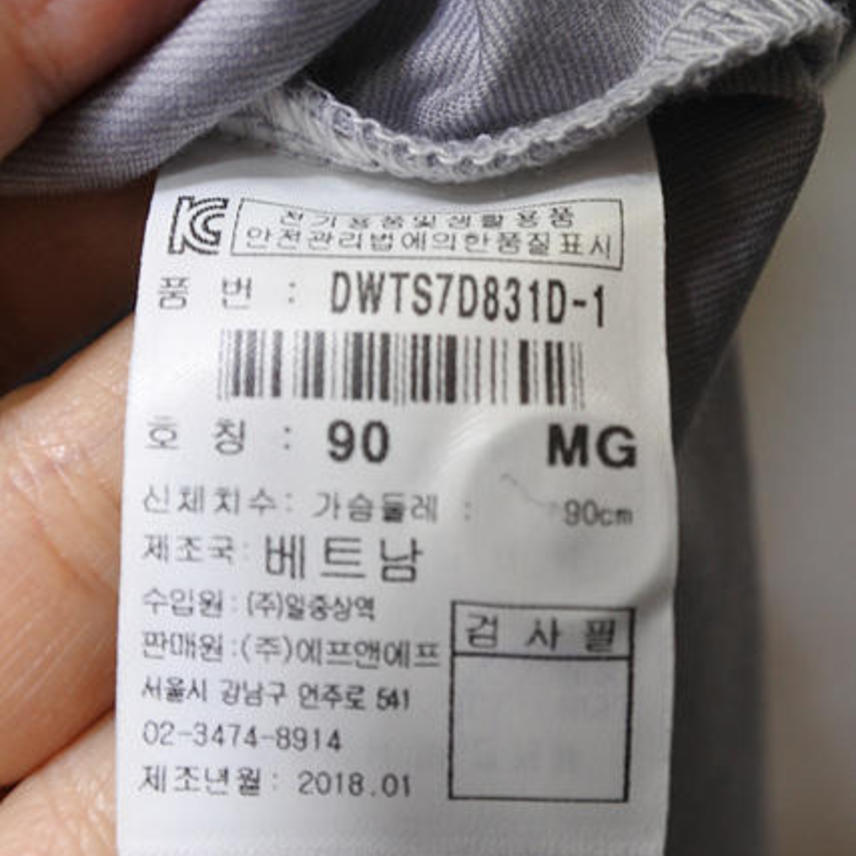 KC 전기용품및생활용품
안전관리법에의한품질표시
품 번 : DWTS7D831D-1
호 칭 : 90 MG
신체치수: 가슴둘레 : 90cm
제조국: 베트남
수입원: (주)일중상역
판매원:(주)에프앤에프
검 사 필
서울시 강남구 언주로 541
02-3474-8914
제조년월: 2018.01